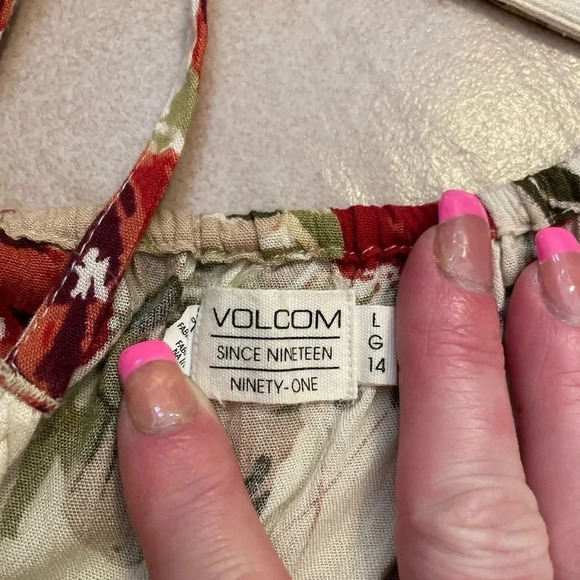 VOLCOM
SINCE NINETEEN
NINETY-ONE
L
G
14